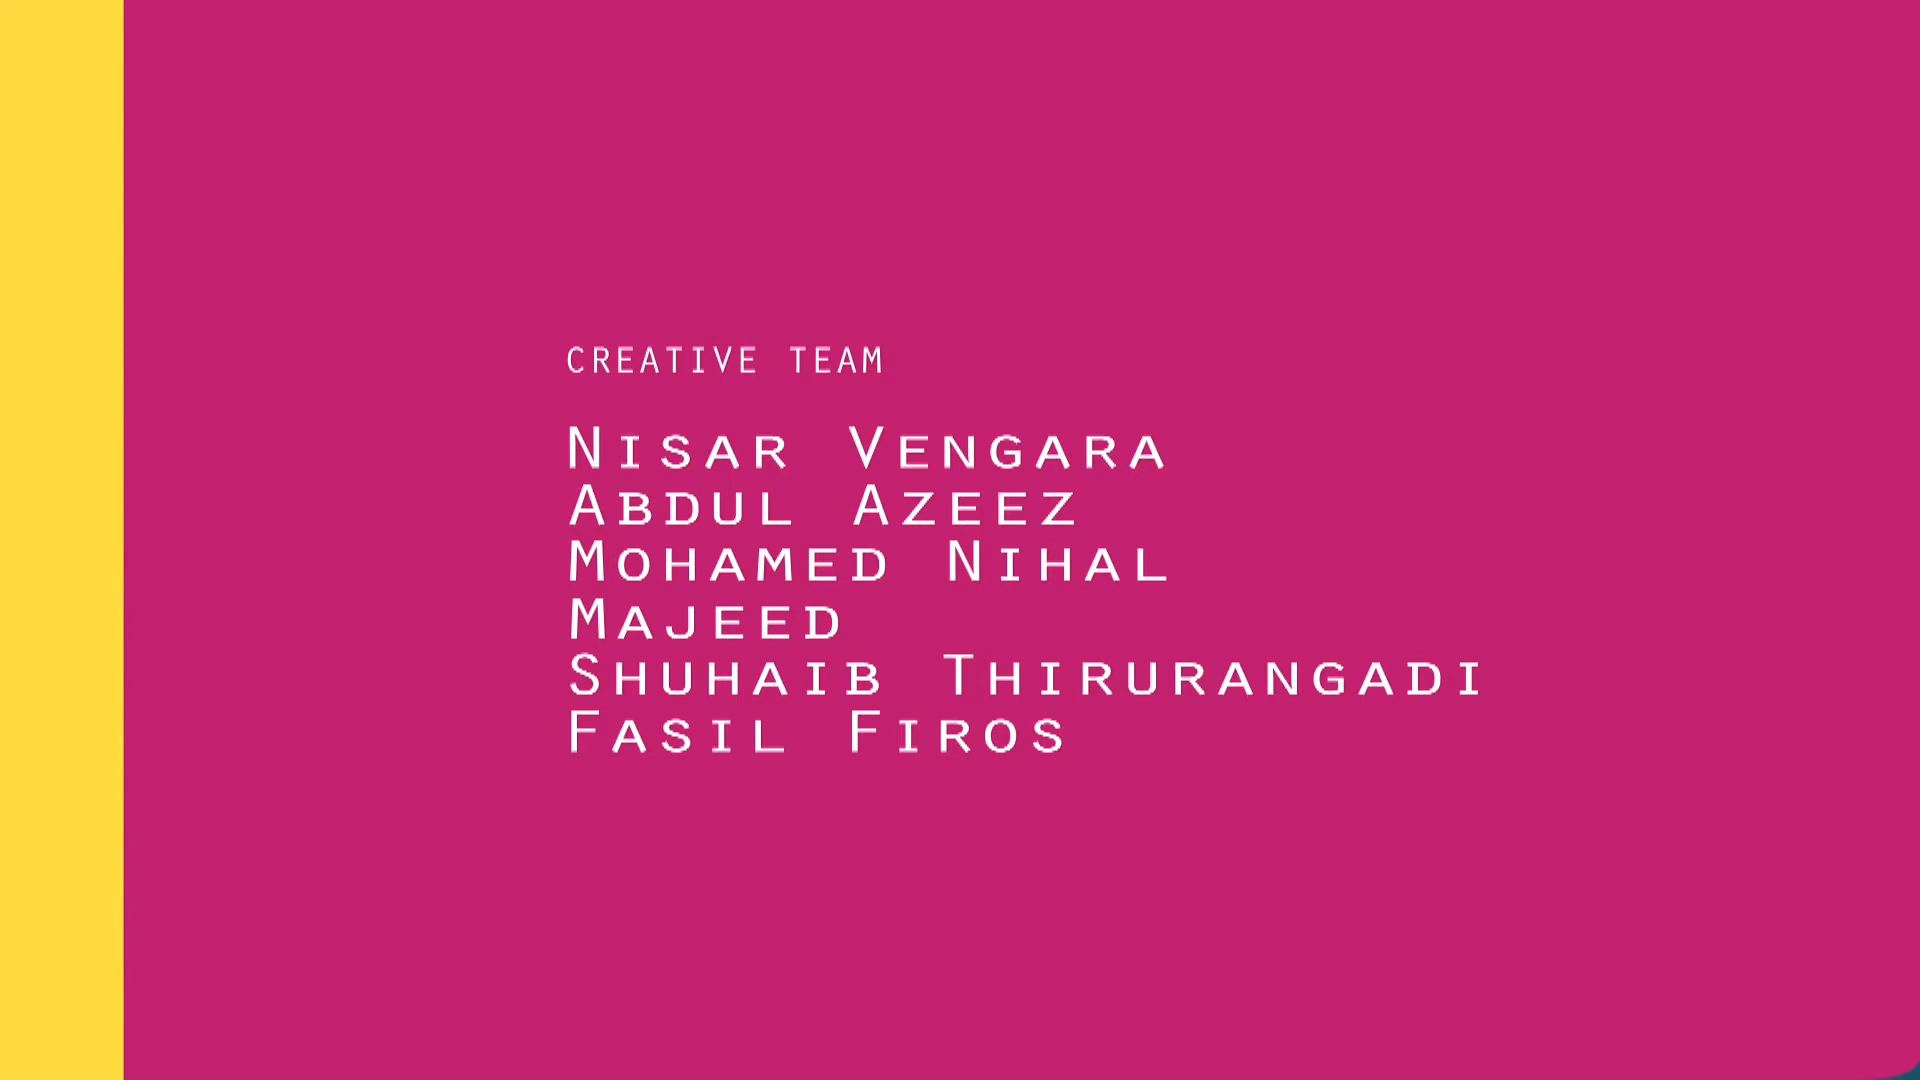 CREATIVE TEAM
Nisar Vengara
Abdul Azeez
Mohamed Nihal
Majeed
Shuhaib Thirurangadi
Fasil Firos